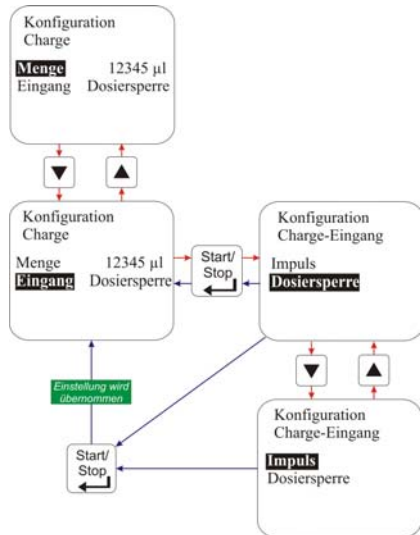 Konfiguration
Charge
Menge 12345 µl
Eingang Dosiersperre
Konfiguration
Charge
Menge 12345 µl
Eingang Dosiersperre
Start/
Stop
Konfiguration
Charge-Eingang
Impuls
Dosiersperre
Einstellung wird
übernommen
Start/
Stop
Konfiguration
Charge-Eingang
Impuls
Dosiersperre